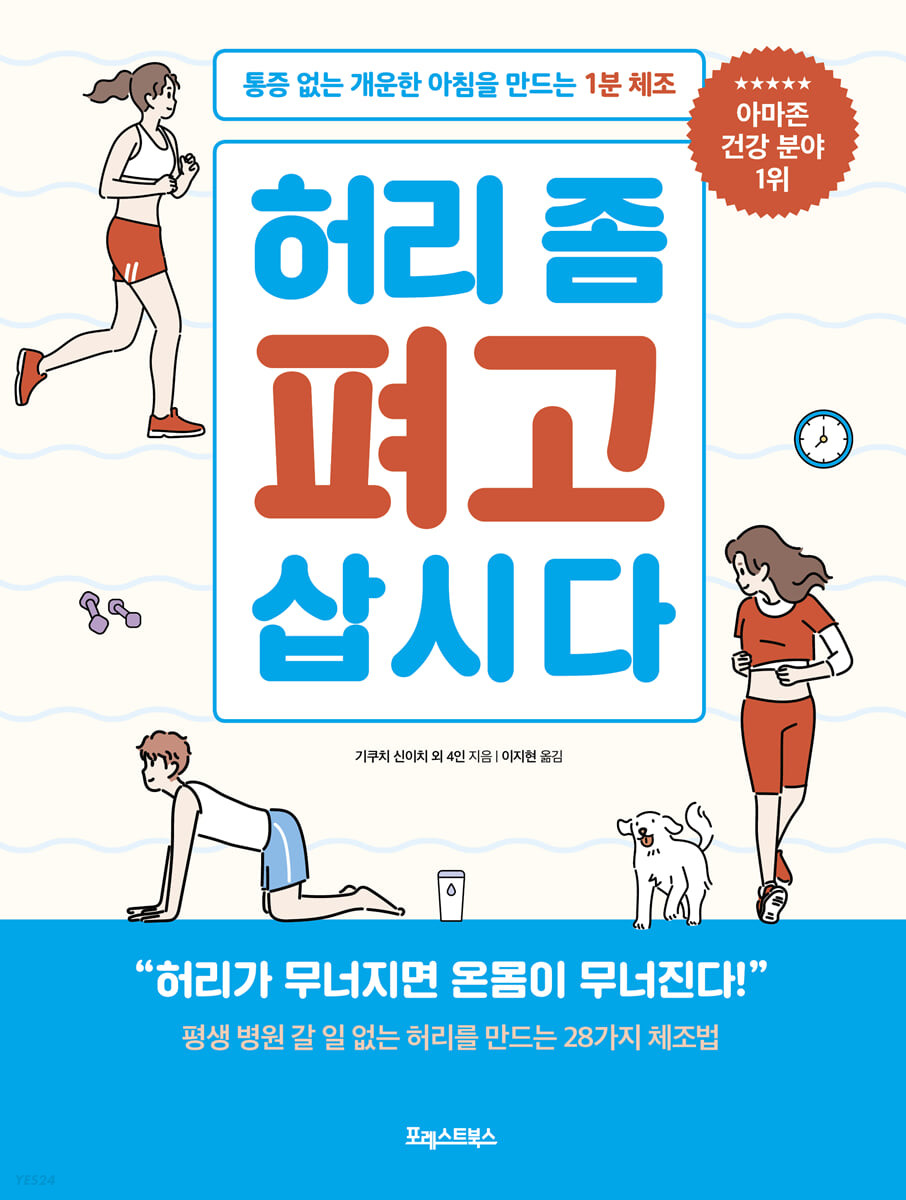 통증 없는 개운한 아침을 만드는 1분 체조
★★★★★
아마존
건강 분야
1위
허리 좀
펴고
삽시다
기쿠치 신이치 외 4인 지음 | 이지현 옮김
“허리가 무너지면 온몸이 무너진다!”
평생 병원 갈 일 없는 허리를 만드는 28가지 체조법
포레스트북스
YES24